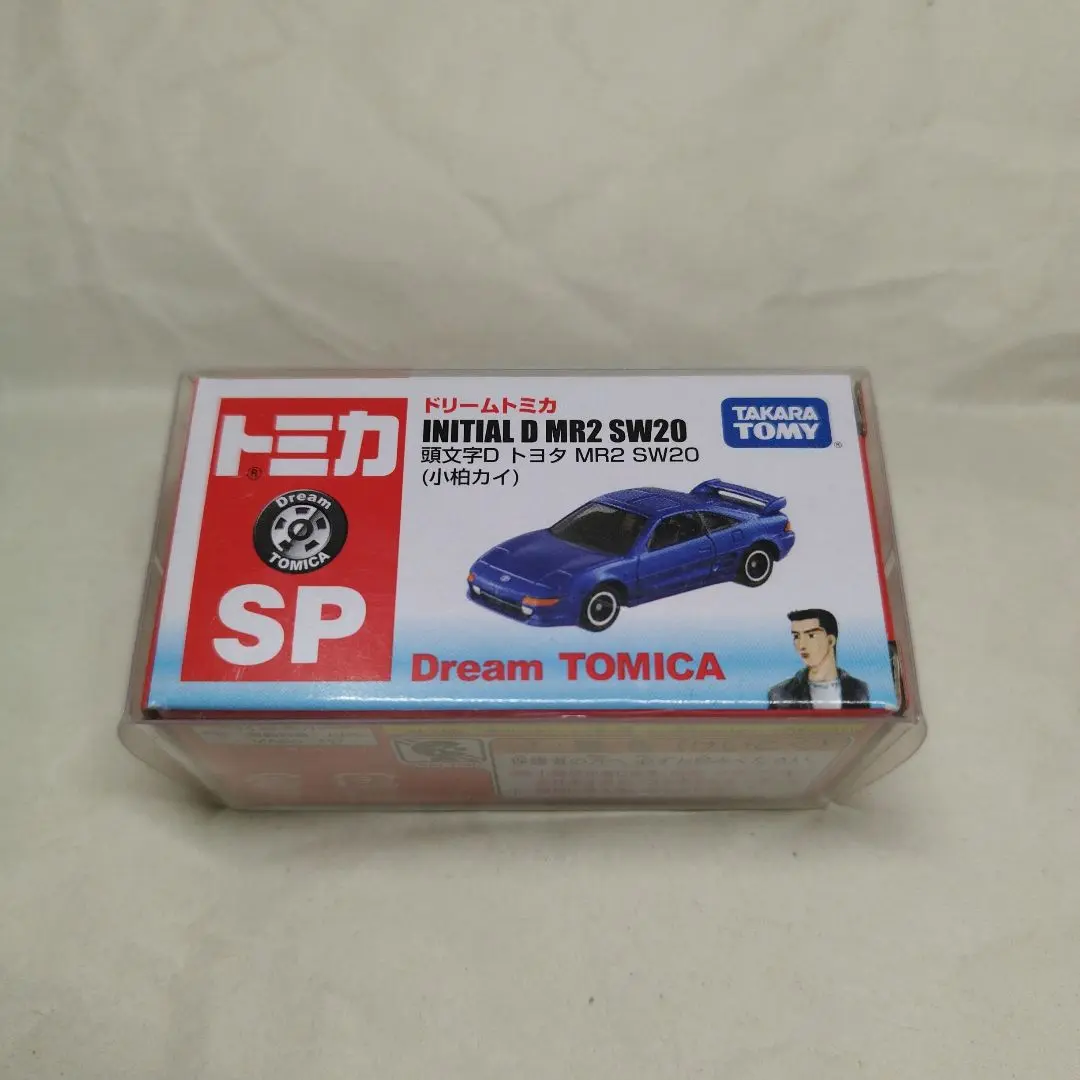 トミカ
®
Dream
TOMICA
SP
ドリームトミカ
INITIAL D MR2 SW20
頭文字D トヨタ MR2 SW20
(小柏カイ)
TAKARA
TOMY
®
Dream TOMICA